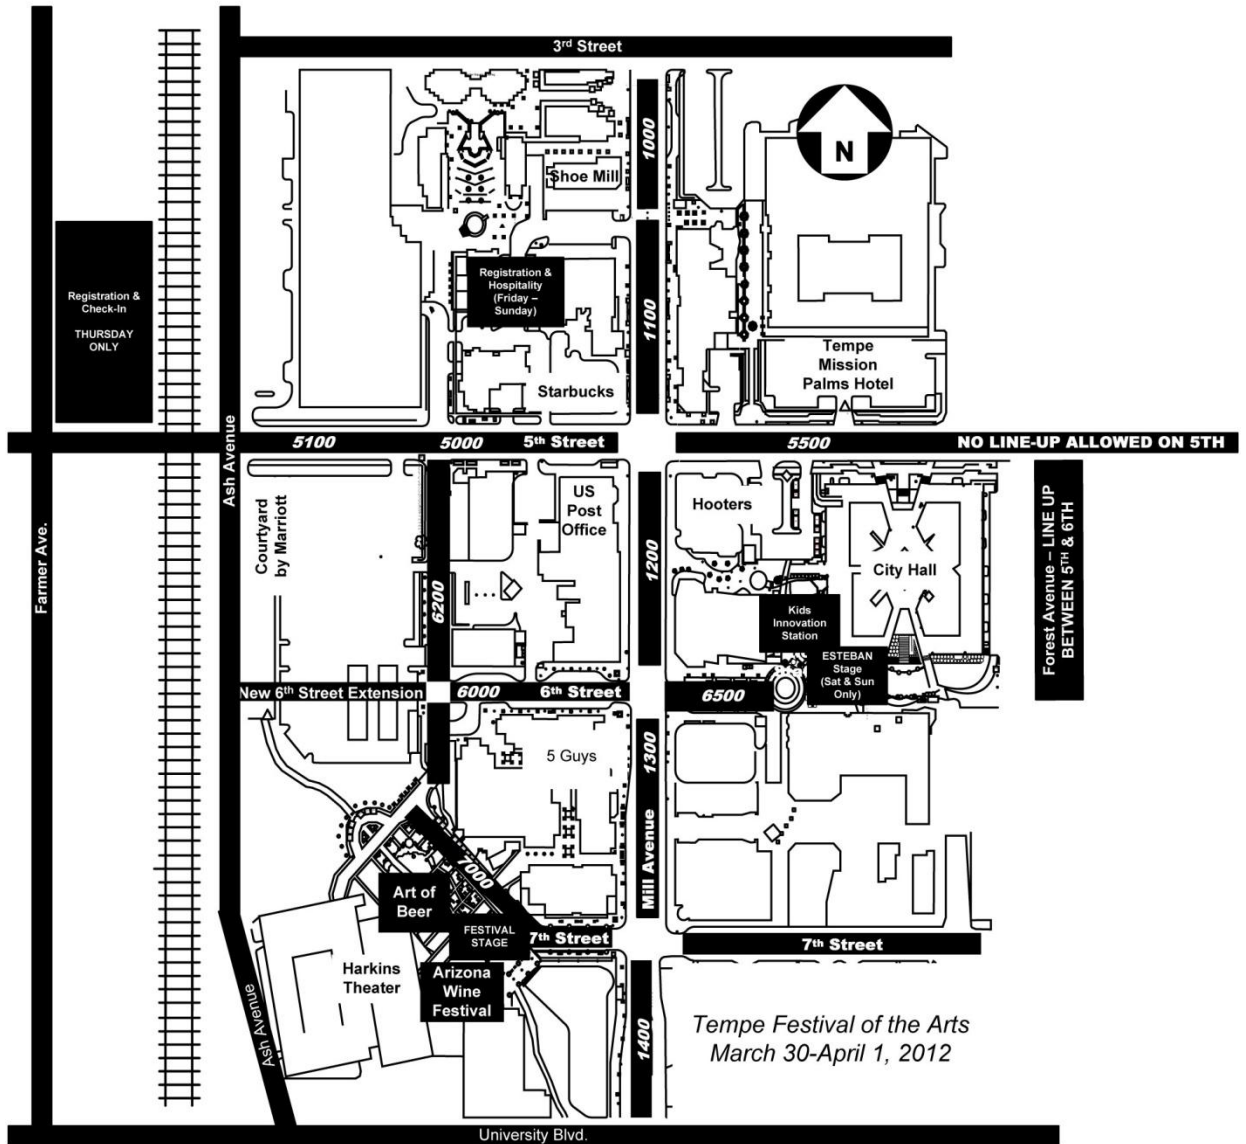 3rd Street
1000
N
Shoe Mill
Registration &
Check-In
THURSDAY
ONLY
Registration &
Hospitality
(Friday –
Sunday)
1100
Tempe
Mission
Palms Hotel
Starbucks
Ash Avenue
5100
5000
5th Street
5500
NO LINE-UP ALLOWED ON 5TH
Farmer Ave.
Courtyard
by Marriott
6200
US
Post
Office
1200
Hooters
City Hall
Kids
Innovation
Station
ESTEBAN
Stage
(Sat & Sun
Only)
Forest Avenue – LINE UP
BETWEEN 5TH & 6TH
New 6th Street Extension
6000
6th Street
6500
5 Guys
1300
Mill Avenue
7000
Art of
Beer
FESTIVAL
STAGE
7th Street
7th Street
Harkins
Theater
Arizona
Wine
Festival
Ash Avenue
1400
Tempe Festival of the Arts
March 30-April 1, 2012
University Blvd.